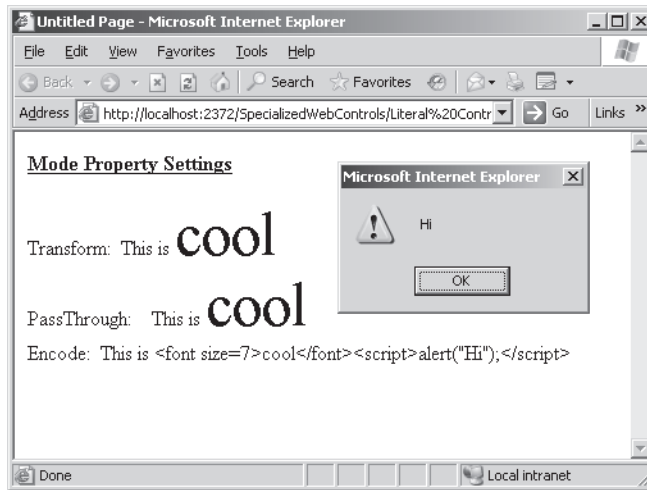 Untitled Page - Microsoft Internet Explorer
File Edit View Favorites Tools Help
Back Search Favorites
Address http://localhost:2372/SpecializedWebControls/Literal%20Contr Go Links »
Mode Property Settings
Microsoft Internet Explorer
Hi
OK
Transform: This is cool
PassThrough: This is cool
Encode: This is <font size=7>cool</font><script>alert("Hi");</script>
Done Local intranet